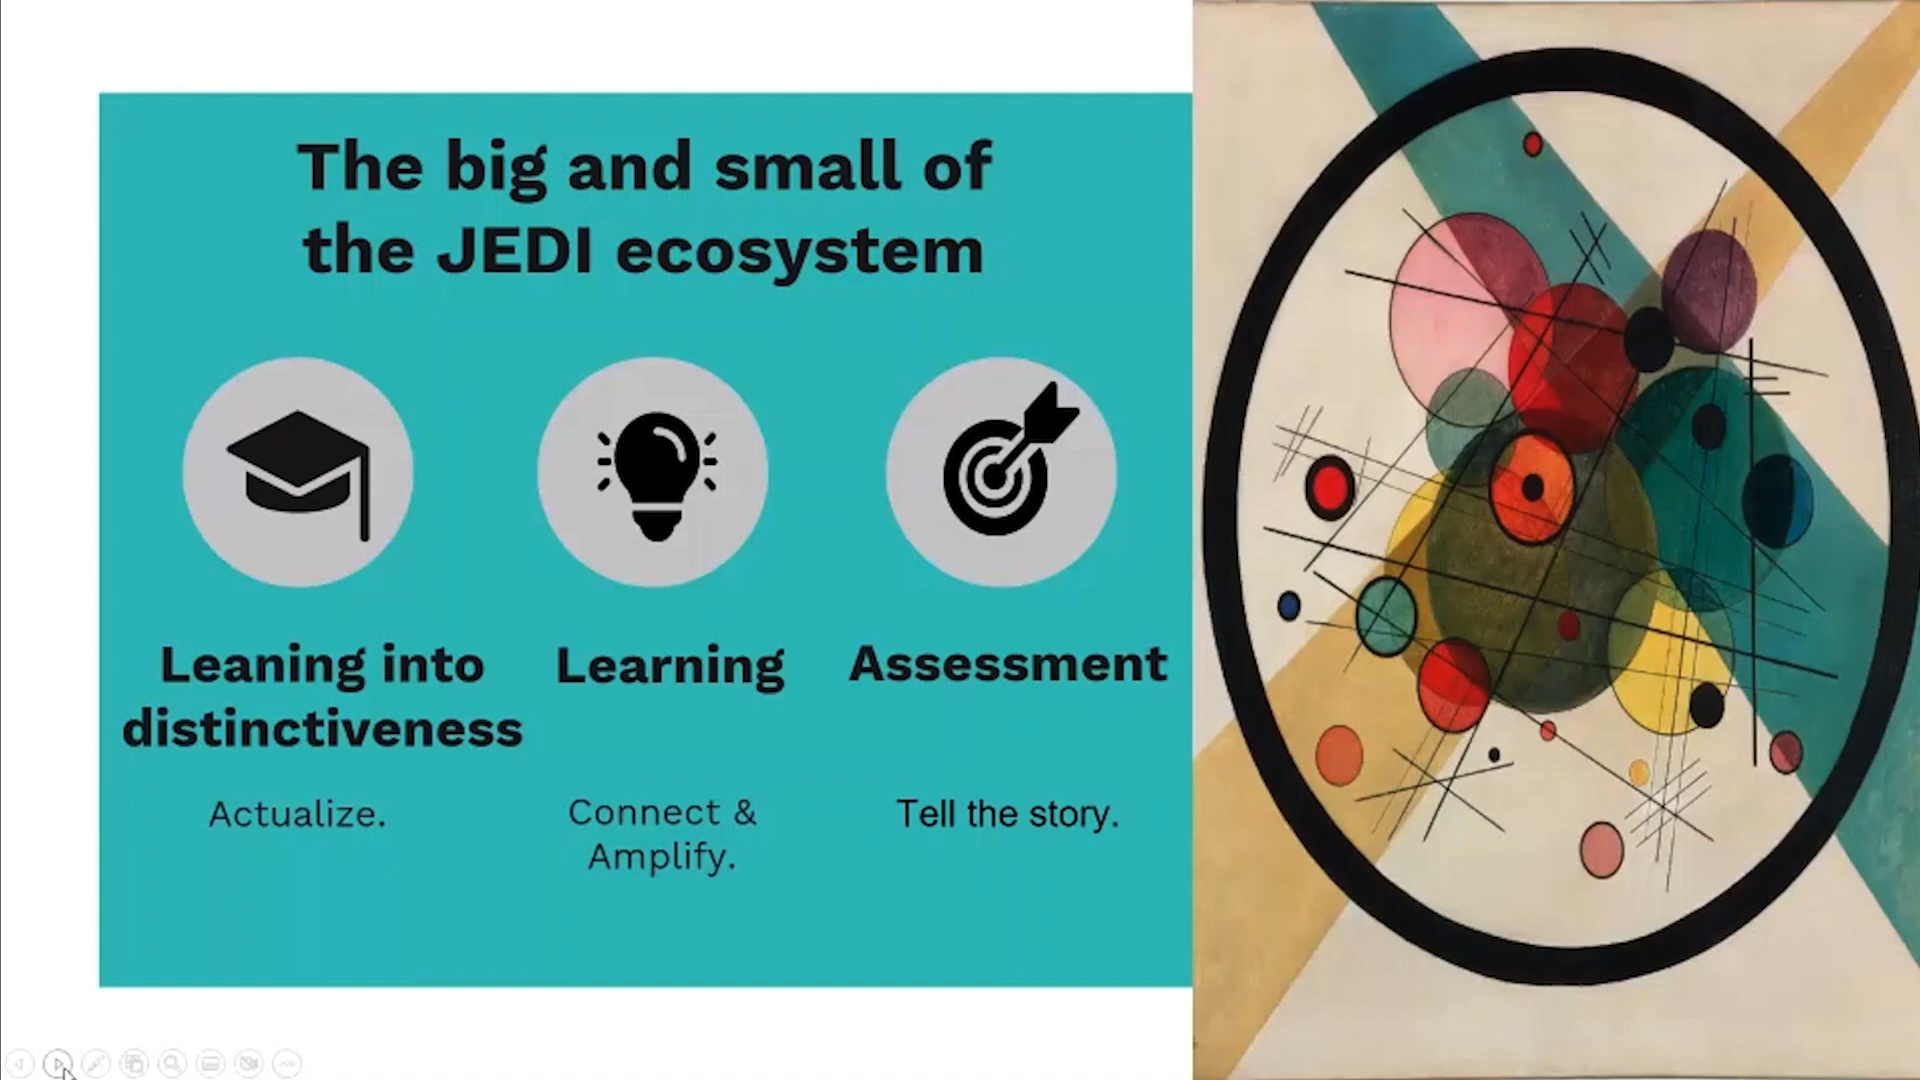 The big and small of
the JEDI ecosystem
Leaning into
distinctiveness
Actualize.
Learning
Connect &
Amplify.
Assessment
Tell the story.